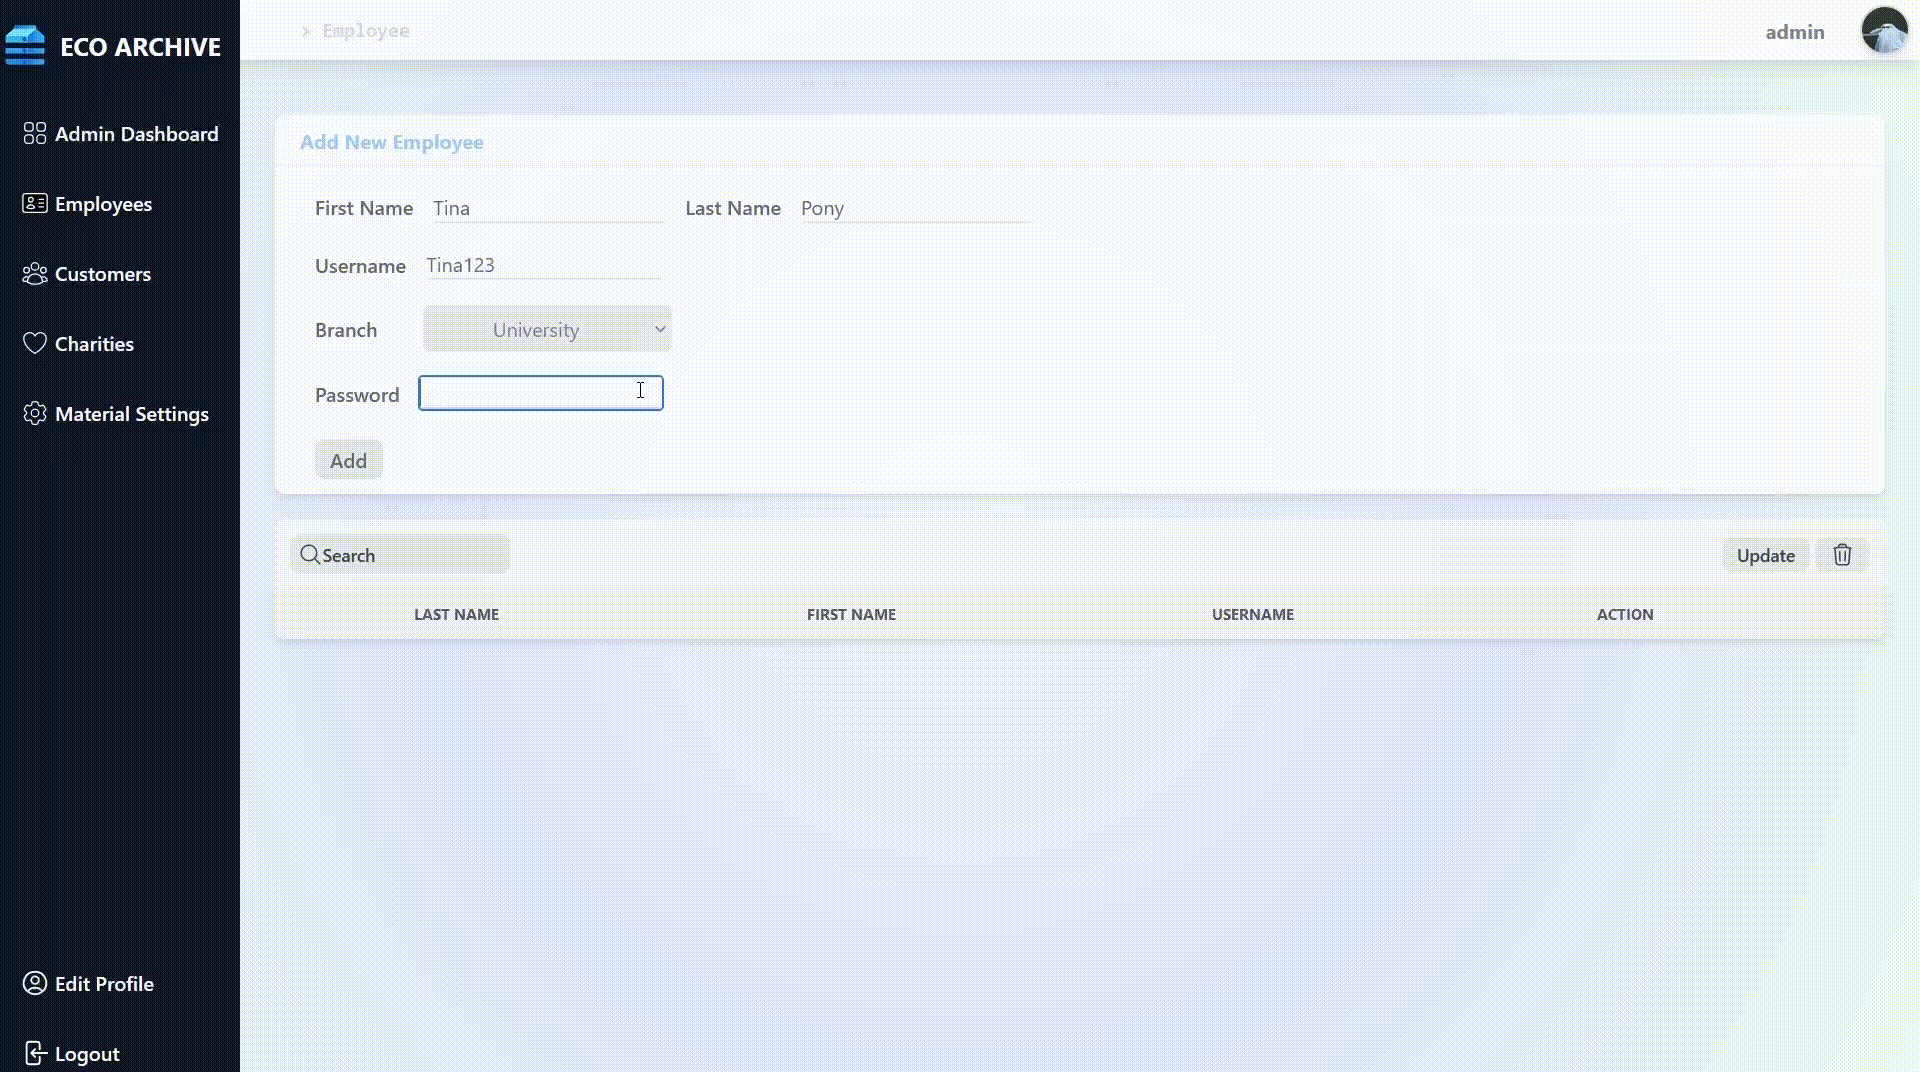 ECO ARCHIVE
Admin Dashboard
Employees
Customers
Charities
Material Settings
Edit Profile
Logout
> Employee
admin
Add New Employee
First Name Tina Last Name Pony
Username Tina123
Branch University
Password
Add
Search Update
LAST NAME FIRST NAME USERNAME ACTION